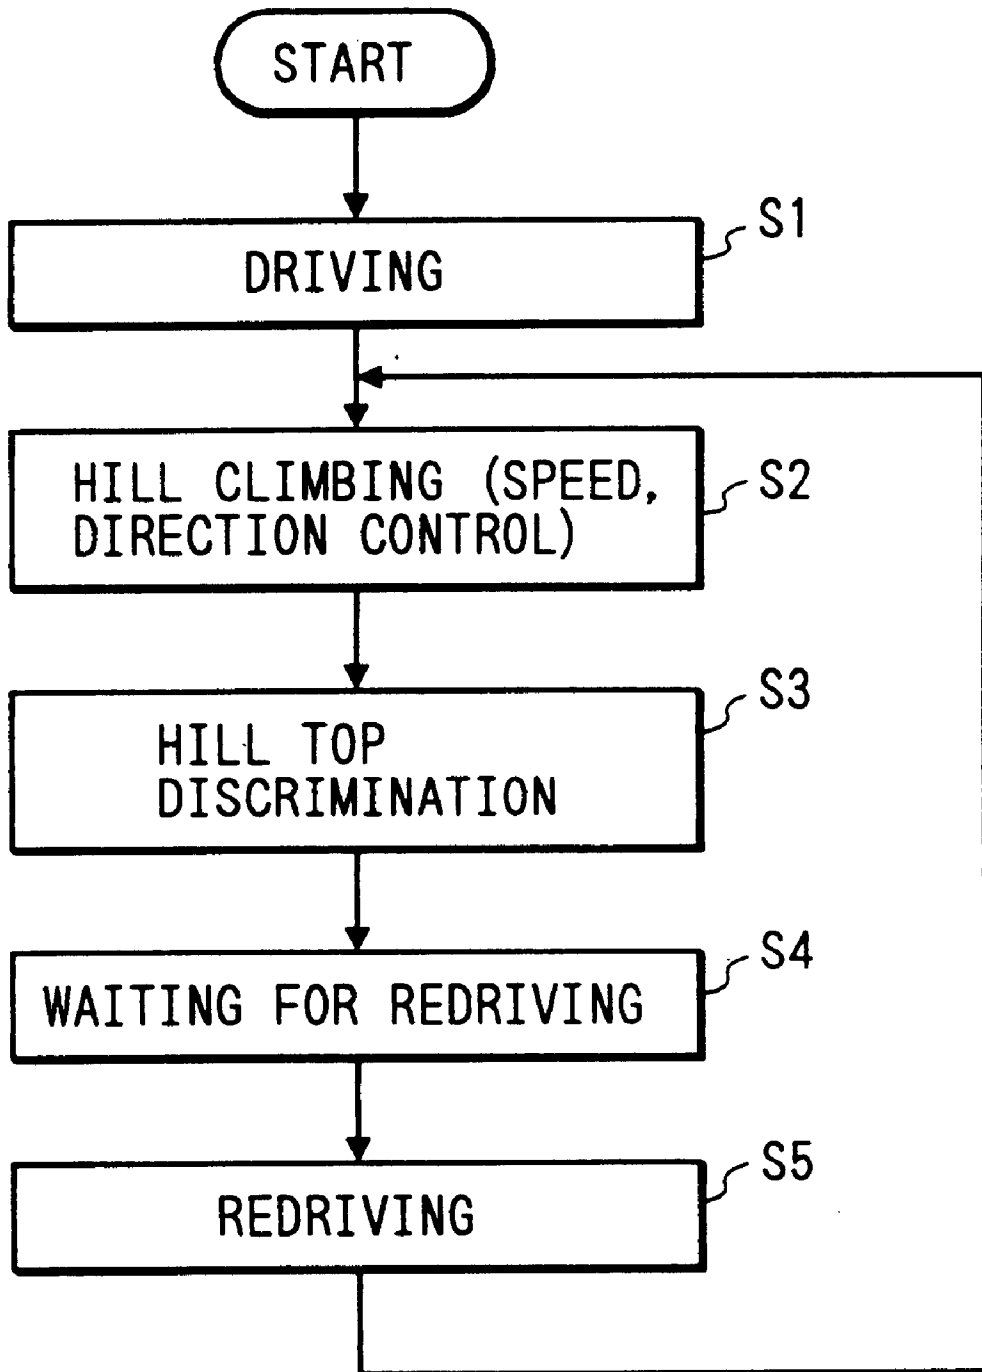 START
DRIVING
S1
HILL CLIMBING (SPEED,
DIRECTION CONTROL)
S2
HILL TOP
DISCRIMINATION
S3
WAITING FOR REDRIVING
S4
REDRIVING
S5